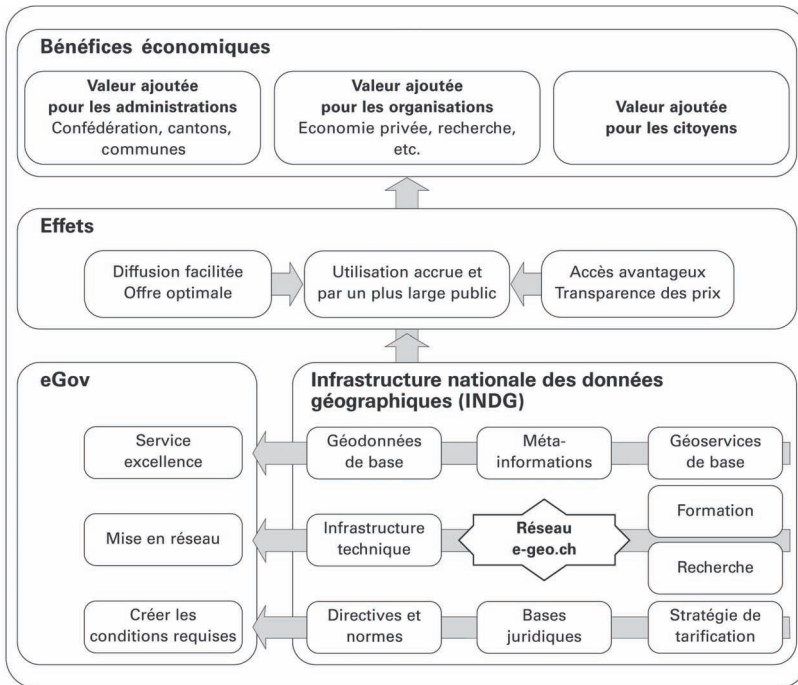 Bénéfices économiques
Valeur ajoutée
pour les administrations
Confédération, cantons,
communes
Valeur ajoutée
pour les organisations
Economie privée, recherche,
etc.
Valeur ajoutée
pour les citoyens
Effets
Diffusion facilitée
Offre optimale
Utilisation accrue et
par un plus large public
Accès avantageux
Transparence des prix
eGov
Service
excellence
Mise en réseau
Créer les
conditions requises
Infrastructure nationale des données
géographiques (INDG)
Géodonnées
de base
Méta-
informations
Géoservices
de base
Infrastructure
technique
Réseau
e-geo.ch
Formation
Recherche
Directives et
normes
Bases
juridiques
Stratégie de
tarification